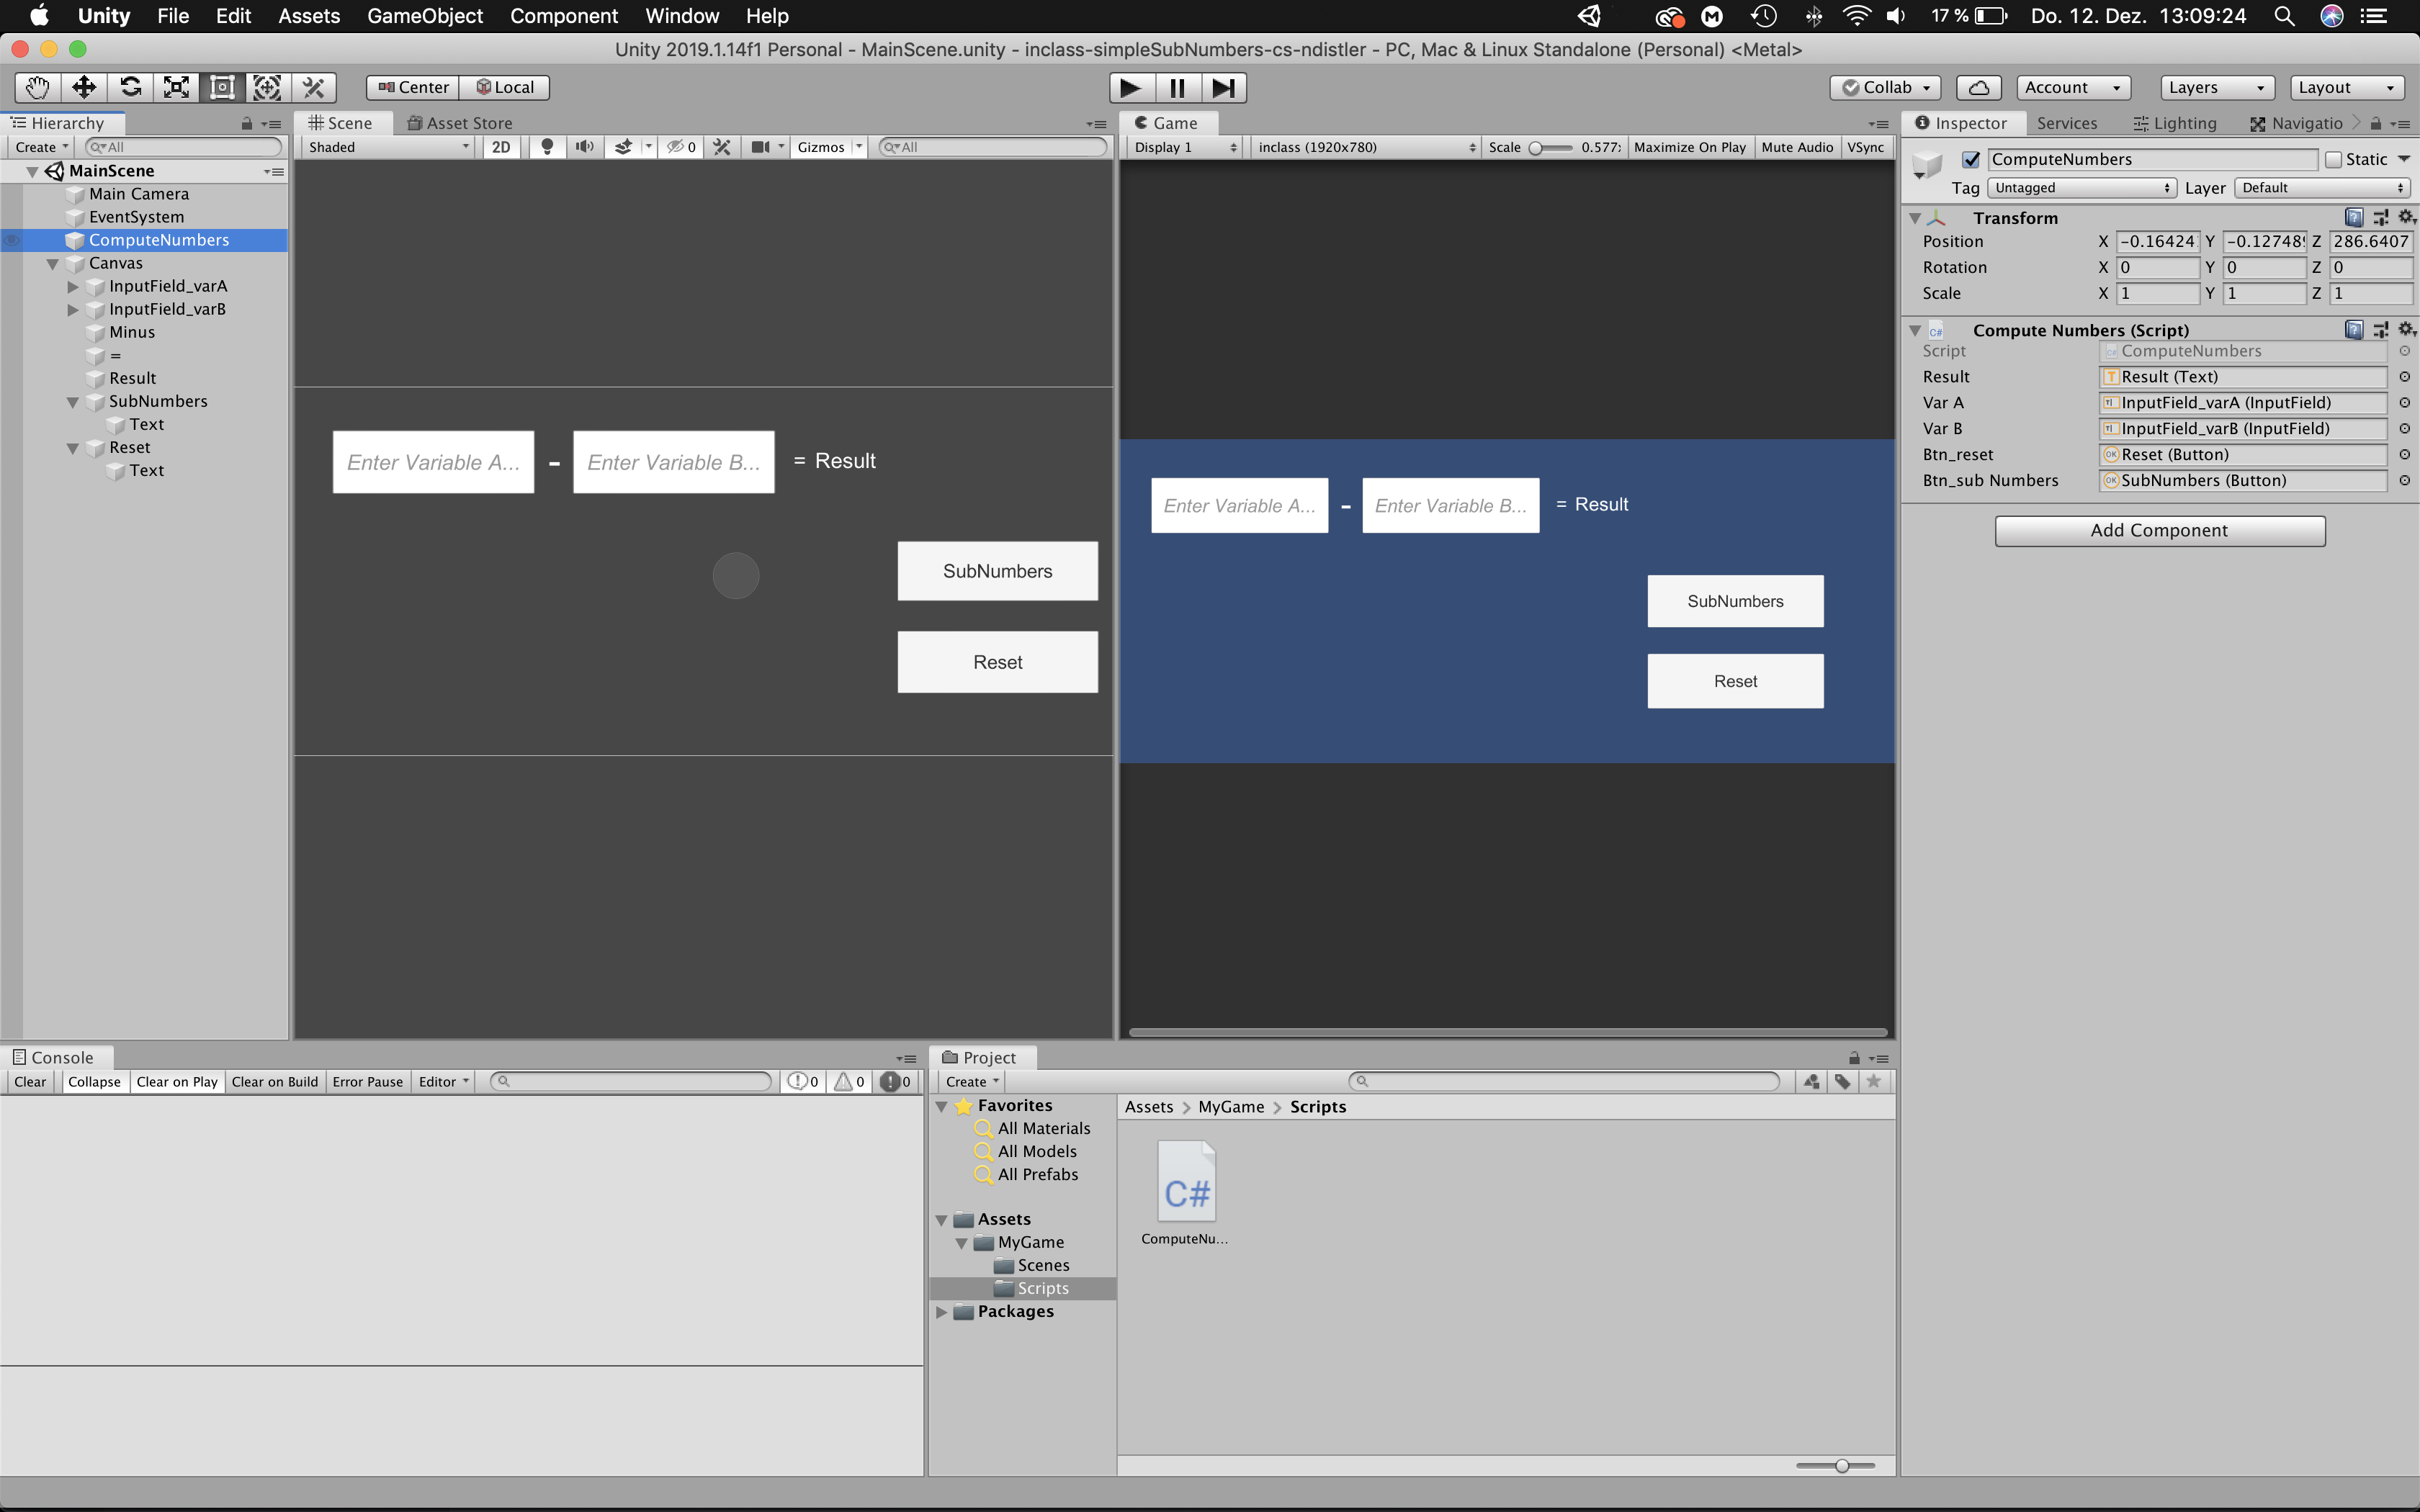 Unity File Edit Assets GameObject Component Window Help 17 % Do. 12. Dez. 13:09:24
Unity 2019.1.14f1 Personal - MainScene.unity - inclass-simpleSubNumbers-cs-ndistler - PC, Mac & Linux Standalone (Personal) <Metal>
Center Local Collab Account Layers Layout
Hierarchy
Create All
MainScene
Main Camera
EventSystem
ComputeNumbers
Canvas
InputField_varA
InputField_varB
Minus
=
Result
SubNumbers
Text
Reset
Text
Scene Asset Store
Shaded 2D 0 Gizmos All
Enter Variable A... - Enter Variable B... = Result
SubNumbers
Reset
Game
Display 1 inclass (1920x780) Scale 0.577 Maximize On Play Mute Audio VSync
Enter Variable A... - Enter Variable B... = Result
SubNumbers
Reset
Inspector Services Lighting Navigatio
ComputeNumbers Static
Tag Untagged Layer Default
Transform
Position X -0.16424 Y -0.12748 Z 286.6407
Rotation X 0 Y 0 Z 0
Scale X 1 Y 1 Z 1
C# Compute Numbers (Script)
Script ComputeNumbers
Result Result (Text)
Var A InputField_varA (InputField)
Var B InputField_varB (InputField)
Btn_reset Reset (Button)
Btn_sub Numbers SubNumbers (Button)
Add Component
Console
Clear Collapse Clear on Play Clear on Build Error Pause Editor 0 0 0
Project
Create
Favorites
All Materials
All Models
All Prefabs
Assets
MyGame
Scenes
Scripts
Packages
Assets > MyGame > Scripts
C#
ComputeNu...